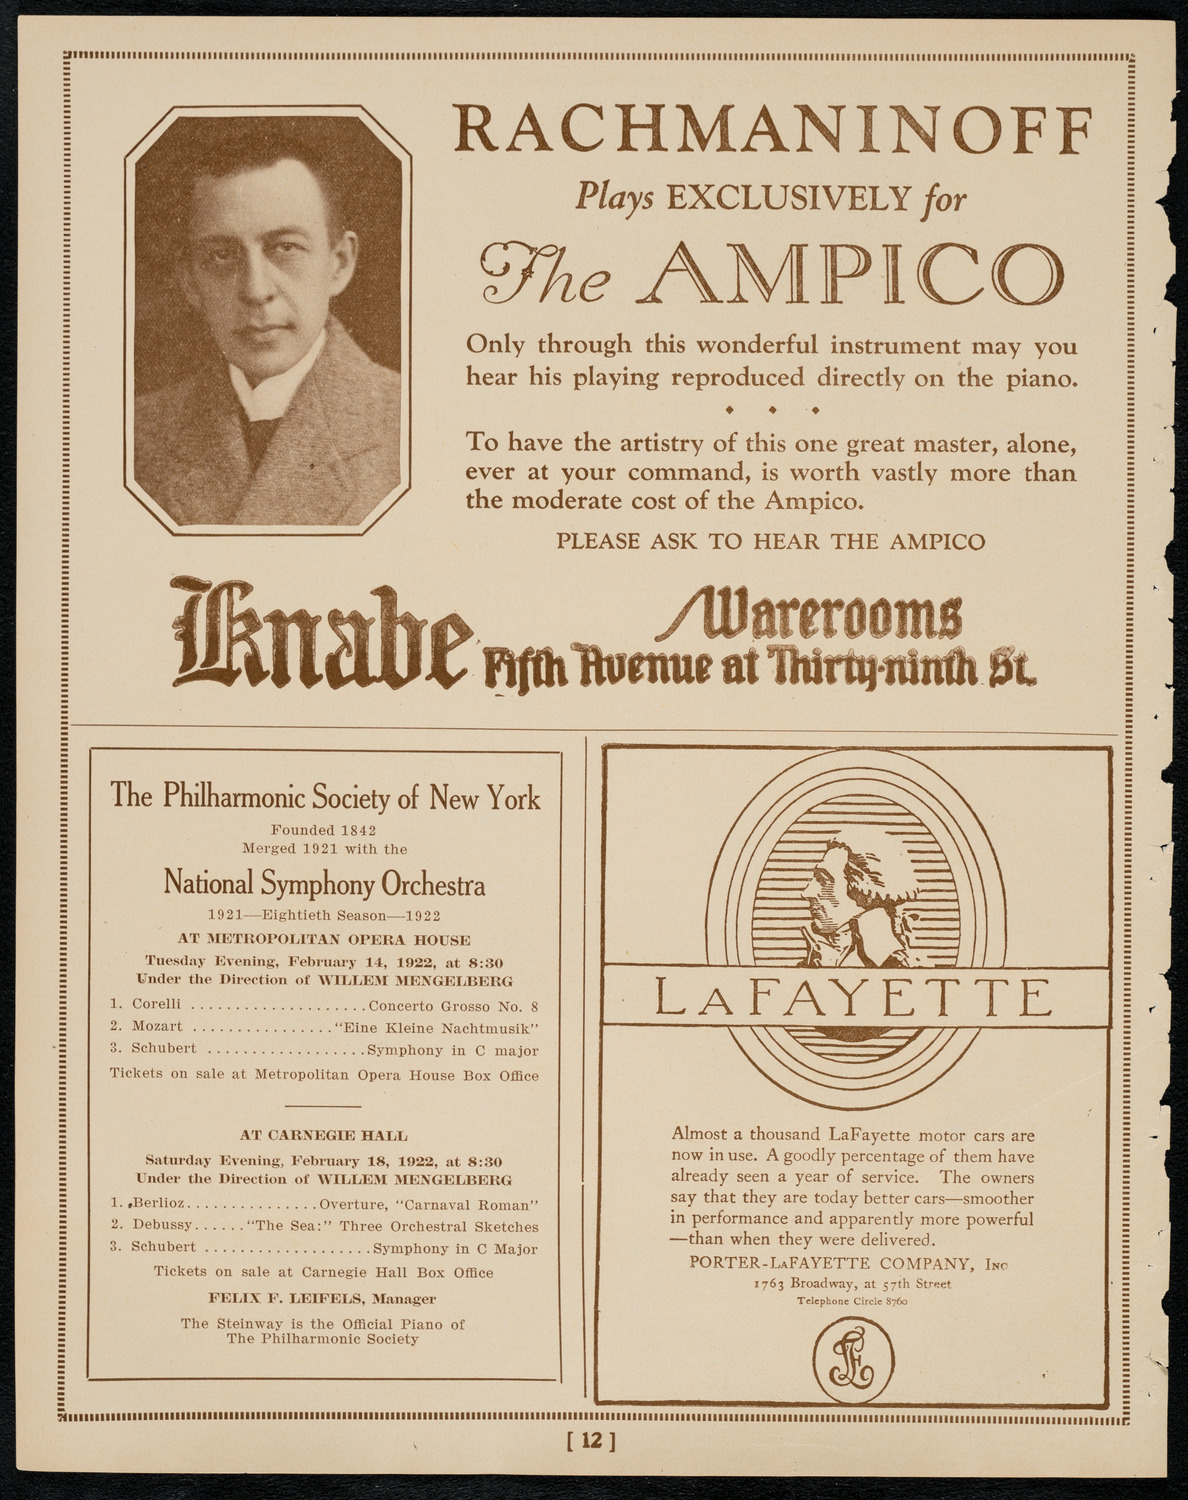 RACHMANINOFF
Plays EXCLUSIVELY for
The AMPICO
Only through this wonderful instrument may you
hear his playing reproduced directly on the piano.
To have the artistry of this one great master, alone,
ever at your command, is worth vastly more than
the moderate cost of the Ampico.
PLEASE ASK TO HEAR THE AMPICO
Knabe Warerooms
Fifth Avenue at Thirty-ninth St.
The Philharmonic Society of New York
Founded 1842
Merged 1921 with the
National Symphony Orchestra
1921—Eightieth Season—1922
AT METROPOLITAN OPERA HOUSE
Tuesday Evening, February 14, 1922, at 8:30
Under the Direction of WILLEM MENGELBERG
1. Corelli ...................Concerto Grosso No. 8
2. Mozart ................"Eine Kleine Nachtmusik"
3. Schubert ..................Symphony in C major
Tickets on sale at Metropolitan Opera House Box Office
AT CARNEGIE HALL
Saturday Evening, February 18, 1922, at 8:30
Under the Direction of WILLEM MENGELBERG
1. Berlioz...............Overture, "Carnaval Roman"
2. Debussy......"The Sea:" Three Orchestral Sketches
3. Schubert ...................Symphony in C Major
Tickets on sale at Carnegie Hall Box Office
FELIX F. LEIFELS, Manager
The Steinway is the Official Piano of
The Philharmonic Society
LAFAYETTE
Almost a thousand LaFayette motor cars are
now in use. A goodly percentage of them have
already seen a year of service. The owners
say that they are today better cars—smoother
in performance and apparently more powerful
—than when they were delivered.
PORTER-LAFAYETTE COMPANY, Inc
1763 Broadway, at 57th Street
Telephone Circle 8760
[ 12 ]